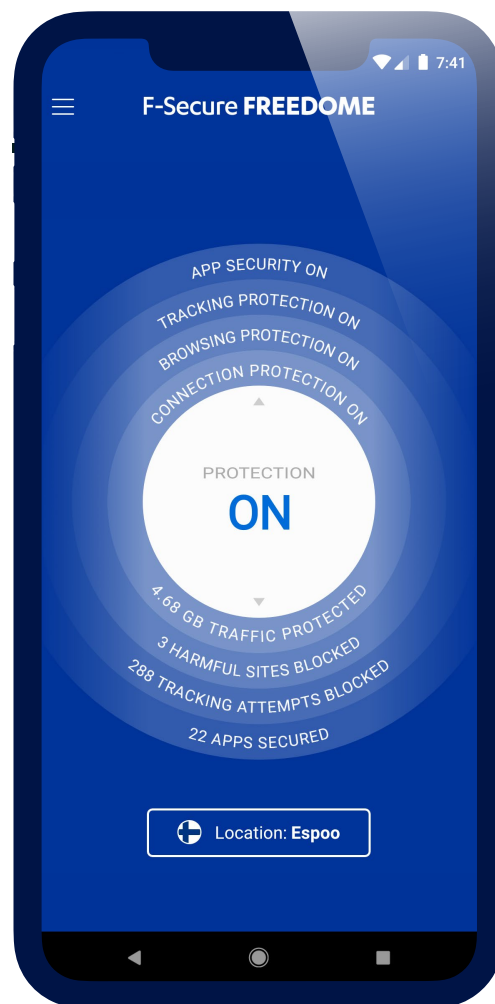 7:41
F-Secure FREEDOME
APP SECURITY ON
TRACKING PROTECTION ON
BROWSING PROTECTION ON
CONNECTION PROTECTION ON
PROTECTION
ON
4.68 GB TRAFFIC PROTECTED
3 HARMFUL SITES BLOCKED
288 TRACKING ATTEMPTS BLOCKED
22 APPS SECURED
Location: Espoo